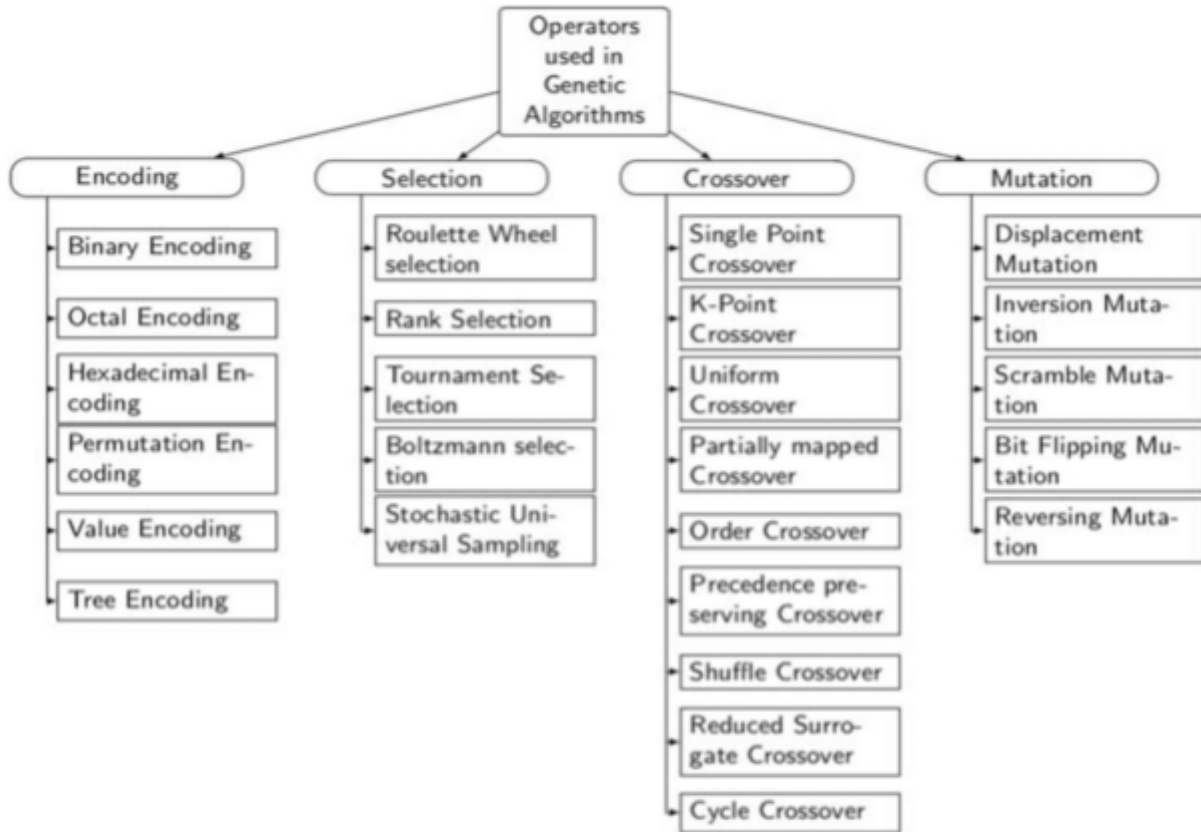 Operators
used in
Genetic
Algorithms
Encoding
Binary Encoding
Octal Encoding
Hexadecimal En-
coding
Permutation En-
coding
Value Encoding
Tree Encoding
Selection
Roulette Wheel
selection
Rank Selection
Tournament Se-
lection
Boltzmann selec-
tion
Stochastic Uni-
versal Sampling
Crossover
Single Point
Crossover
K-Point
Crossover
Uniform
Crossover
Partially mapped
Crossover
Order Crossover
Precedence pre-
serving Crossover
Shuffle Crossover
Reduced Surro-
gate Crossover
Cycle Crossover
Mutation
Displacement
Mutation
Inversion Muta-
tion
Scramble Muta-
tion
Bit Flipping Mu-
tation
Reversing Muta-
tion